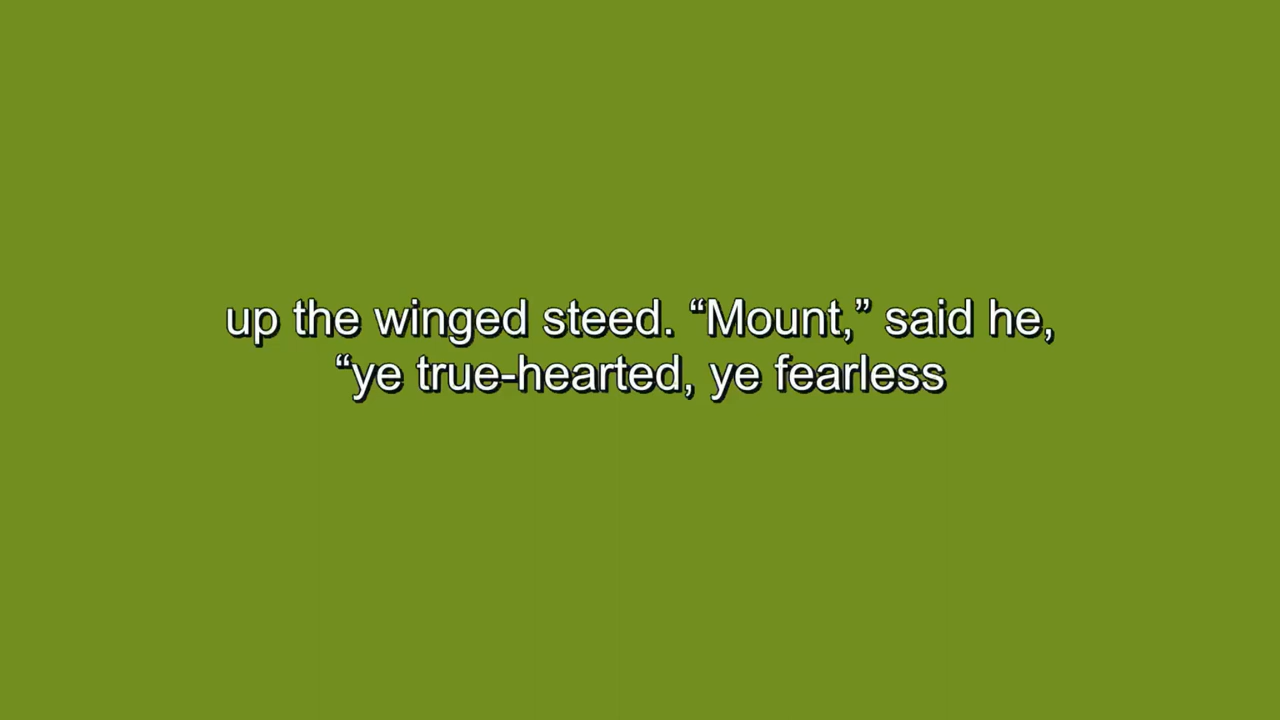 up the winged steed. “Mount,” said he,
“ye true-hearted, ye fearless